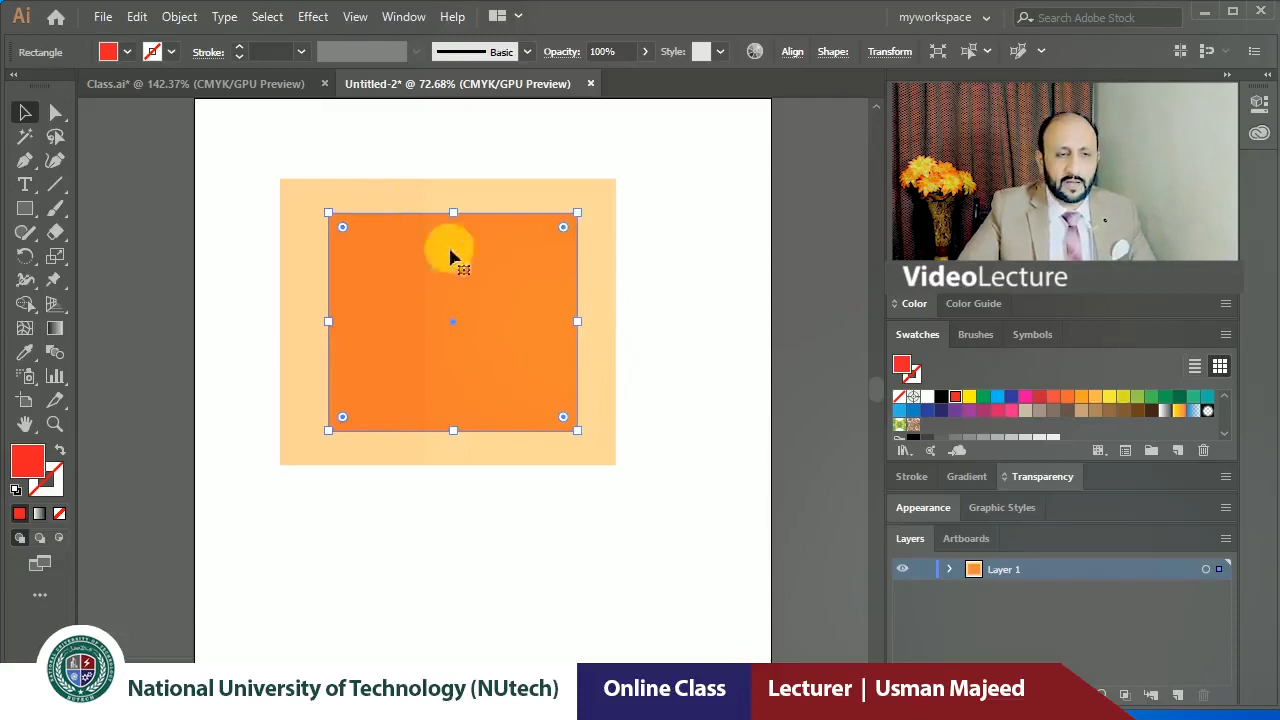 Ai File Edit Object Type Select Effect View Window Help myworkspace Search Adobe Stock
Rectangle Stroke: Basic Opacity: 100% Style: Align Shape: Transform
Class.ai* @ 142.37% (CMYK/GPU Preview) Untitled-2* @ 72.68% (CMYK/GPU Preview)
VideoLecture
Color Color Guide
Swatches Brushes Symbols
Stroke Gradient Transparency
Appearance Graphic Styles
Layers Artboards
Layer 1
National University of Technology (NUtech) Online Class Lecturer | Usman Majeed